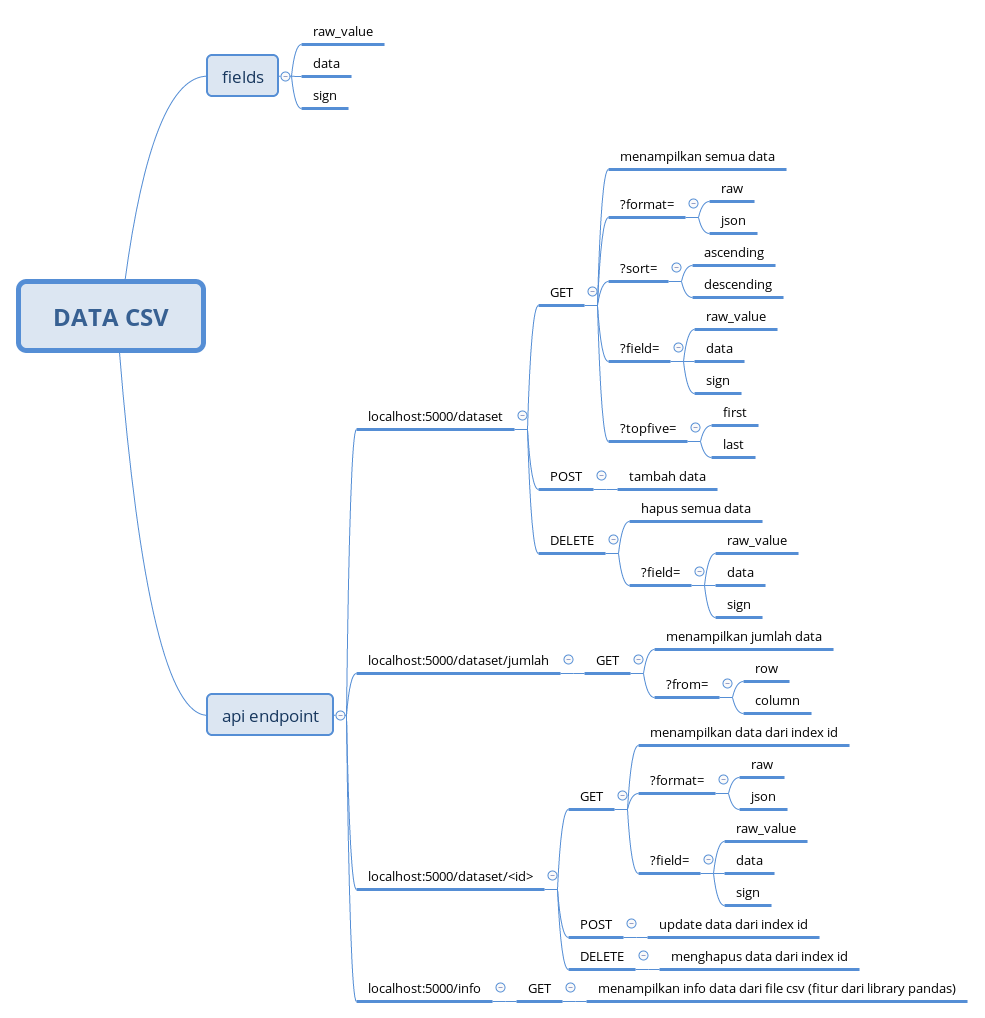 DATA CSV
fields
raw_value
data
sign
api endpoint
localhost:5000/dataset
GET
menampilkan semua data
?format=
raw
json
?sort=
ascending
descending
?field=
raw_value
data
sign
?topfive=
first
last
POST
tambah data
DELETE
hapus semua data
?field=
raw_value
data
sign
localhost:5000/dataset/jumlah
GET
menampilkan jumlah data
?from=
row
column
localhost:5000/dataset/<id>
GET
menampilkan data dari index id
?format=
raw
json
?field=
raw_value
data
sign
POST
update data dari index id
DELETE
menghapus data dari index id
localhost:5000/info
GET
menampilkan info data dari file csv (fitur dari library pandas)